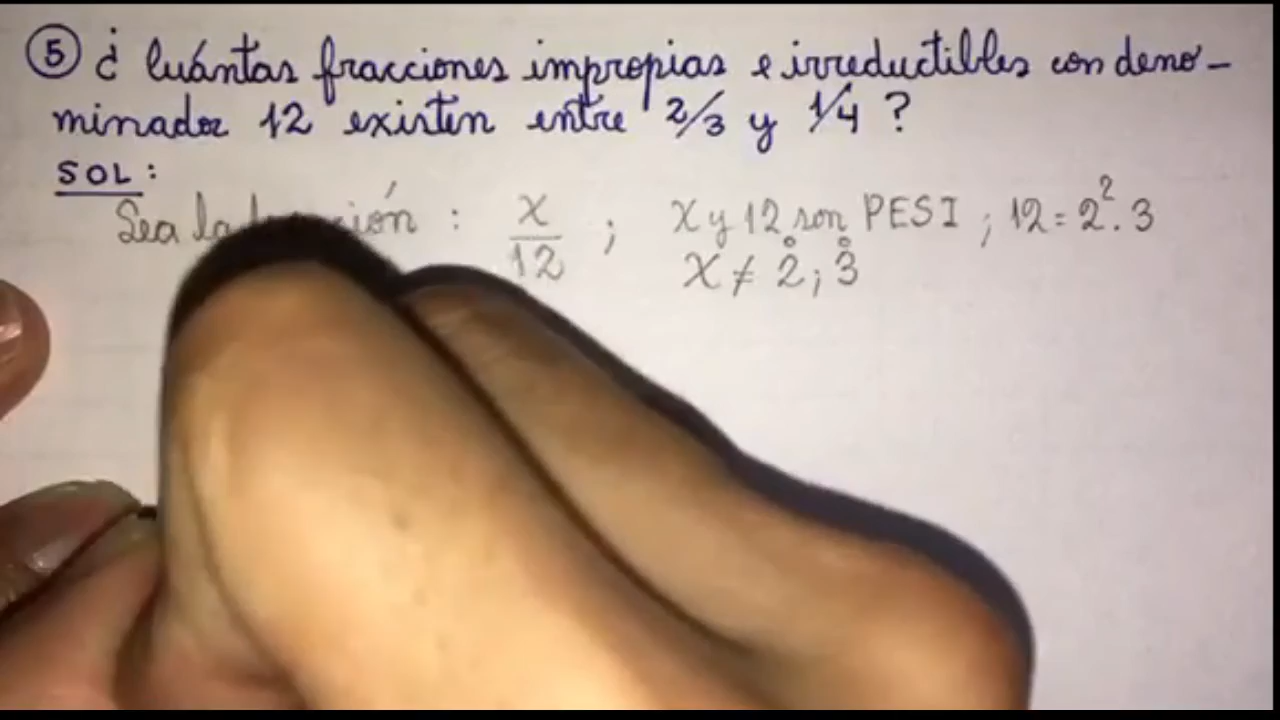 5 ¿ Cuántas fracciones impropias e irreductibles con deno-
minador 12 existen entre 2/3 y 1/4 ?
SOL:
Sea la : x/12 ; x y 12 son PESI ; 12 = 2². 3
x ≠ 2̊ ; 3̊